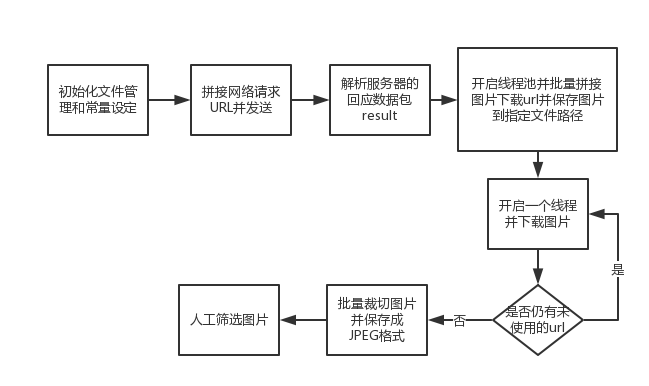 初始化文件管
理和常量设定
拼接网络请求
URL并发送
解析服务器的
回应数据包
result
开启线程池并批量拼接
图片下载url并保存图片
到指定文件路径
开启一个线程
并下载图片
是
是否仍有未
使用的url
否
批量裁切图片
并保存成
JPEG格式
人工筛选图片